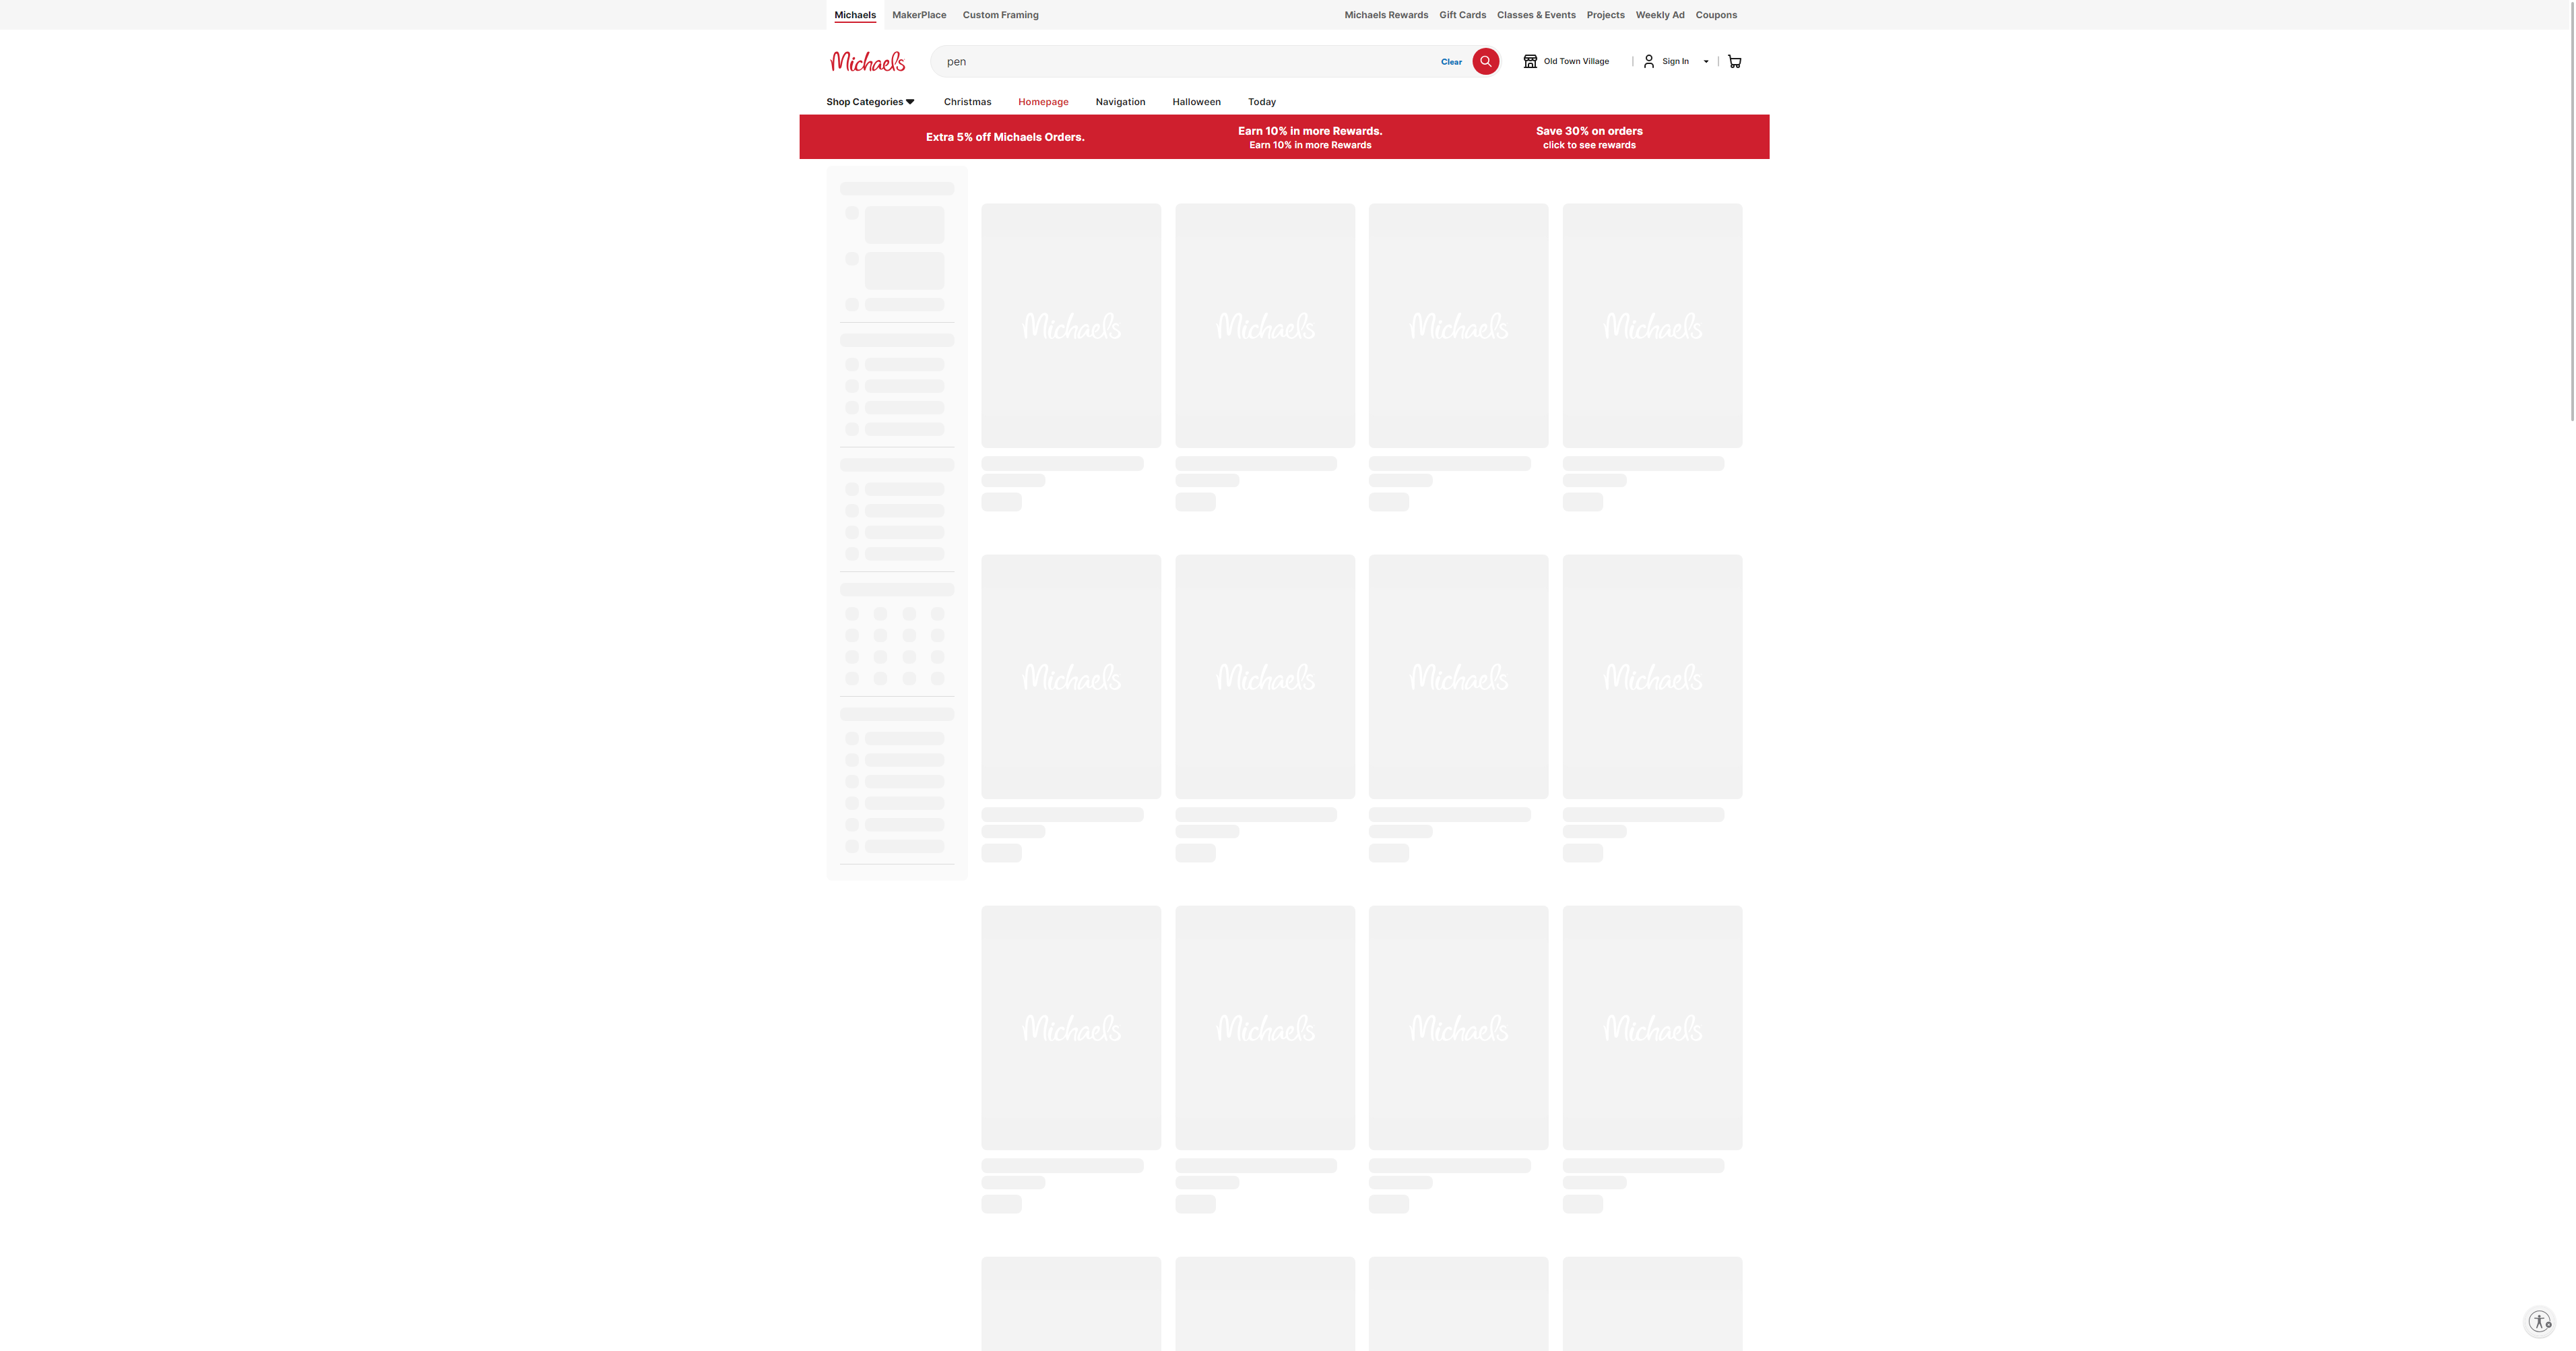 Michaels MakerPlace Custom Framing Michaels Rewards Gift Cards Classes & Events Projects Weekly Ad Coupons
Michaels pen Clear Old Town Village Sign In
Shop Categories Christmas Homepage Navigation Halloween Today
Extra 5% off Michaels Orders.
Earn 10% in more Rewards.
Earn 10% in more Rewards
Save 30% on orders
click to see rewards
Michaels Michaels Michaels Michaels
Michaels Michaels Michaels Michaels
Michaels Michaels Michaels Michaels